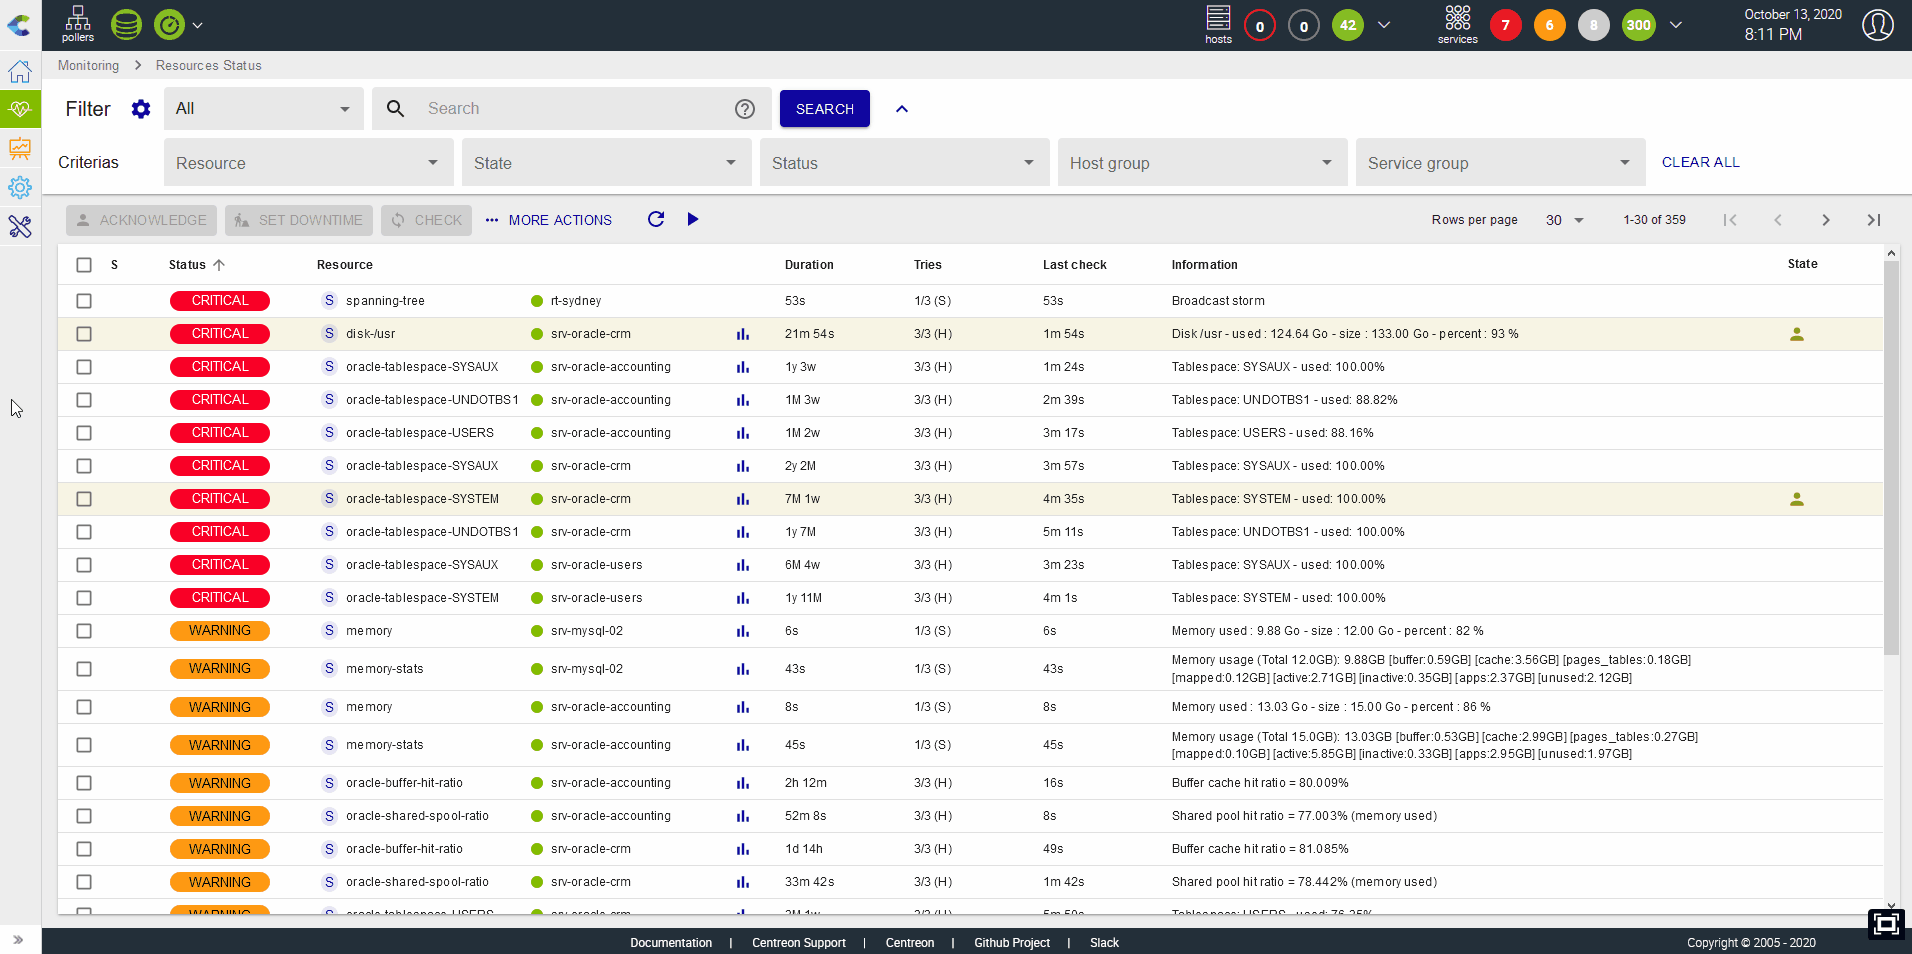 pollers
hosts 0 0 42
services 7 6 8 300
October 13, 2020
8:11 PM
Monitoring > Resources Status
Filter All Search SEARCH
Criterias Resource State Status Host group Service group CLEAR ALL
ACKNOWLEDGE SET DOWNTIME CHECK ••• MORE ACTIONS Rows per page 30 1-30 of 359
S Status Resource Duration Tries Last check Information State
CRITICAL S spanning-tree rt-sydney 53s 1/3 (S) 53s Broadcast storm
CRITICAL S disk-/usr srv-oracle-crm 21m 54s 3/3 (H) 1m 54s Disk /usr - used : 124.64 Go - size : 133.00 Go - percent : 93 %
CRITICAL S oracle-tablespace-SYSAUX srv-oracle-accounting 1y 3w 3/3 (H) 1m 24s Tablespace: SYSAUX - used: 100.00%
CRITICAL S oracle-tablespace-UNDOTBS1 srv-oracle-accounting 1M 3w 3/3 (H) 2m 39s Tablespace: UNDOTBS1 - used: 88.82%
CRITICAL S oracle-tablespace-USERS srv-oracle-accounting 1M 2w 3/3 (H) 3m 17s Tablespace: USERS - used: 88.16%
CRITICAL S oracle-tablespace-SYSAUX srv-oracle-crm 2y 2M 3/3 (H) 3m 57s Tablespace: SYSAUX - used: 100.00%
CRITICAL S oracle-tablespace-SYSTEM srv-oracle-crm 7M 1w 3/3 (H) 4m 35s Tablespace: SYSTEM - used: 100.00%
CRITICAL S oracle-tablespace-UNDOTBS1 srv-oracle-crm 1y 7M 3/3 (H) 5m 11s Tablespace: UNDOTBS1 - used: 100.00%
CRITICAL S oracle-tablespace-SYSAUX srv-oracle-users 6M 4w 3/3 (H) 3m 23s Tablespace: SYSAUX - used: 100.00%
CRITICAL S oracle-tablespace-SYSTEM srv-oracle-users 1y 11M 3/3 (H) 4m 1s Tablespace: SYSTEM - used: 100.00%
WARNING S memory srv-mysql-02 6s 1/3 (S) 6s Memory used : 9.88 Go - size : 12.00 Go - percent : 82 %
WARNING S memory-stats srv-mysql-02 43s 1/3 (S) 43s Memory usage (Total 12.0GB): 9.88GB [buffer:0.59GB] [cache:3.56GB] [pages_tables:0.18GB]
[mapped:0.12GB] [active:2.71GB] [inactive:0.35GB] [apps:2.37GB] [unused:2.12GB]
WARNING S memory srv-oracle-accounting 8s 1/3 (S) 8s Memory used : 13.03 Go - size : 15.00 Go - percent : 86 %
WARNING S memory-stats srv-oracle-accounting 45s 1/3 (S) 45s Memory usage (Total 15.0GB): 13.03GB [buffer:0.53GB] [cache:2.99GB] [pages_tables:0.27GB]
[mapped:0.10GB] [active:5.85GB] [inactive:0.33GB] [apps:2.95GB] [unused:1.97GB]
WARNING S oracle-buffer-hit-ratio srv-oracle-accounting 2h 12m 3/3 (H) 16s Buffer cache hit ratio = 80.009%
WARNING S oracle-shared-spool-ratio srv-oracle-accounting 52m 8s 3/3 (H) 8s Shared pool hit ratio = 77.003% (memory used)
WARNING S oracle-buffer-hit-ratio srv-oracle-crm 1d 14h 3/3 (H) 49s Buffer cache hit ratio = 81.085%
WARNING S oracle-shared-spool-ratio srv-oracle-crm 33m 42s 3/3 (H) 1m 42s Shared pool hit ratio = 78.442% (memory used)
WARNING S oracle-tablespace-USERS srv-oracle-crm
Documentation | Centreon Support | Centreon | Github Project | Slack Copyright © 2005 - 2020